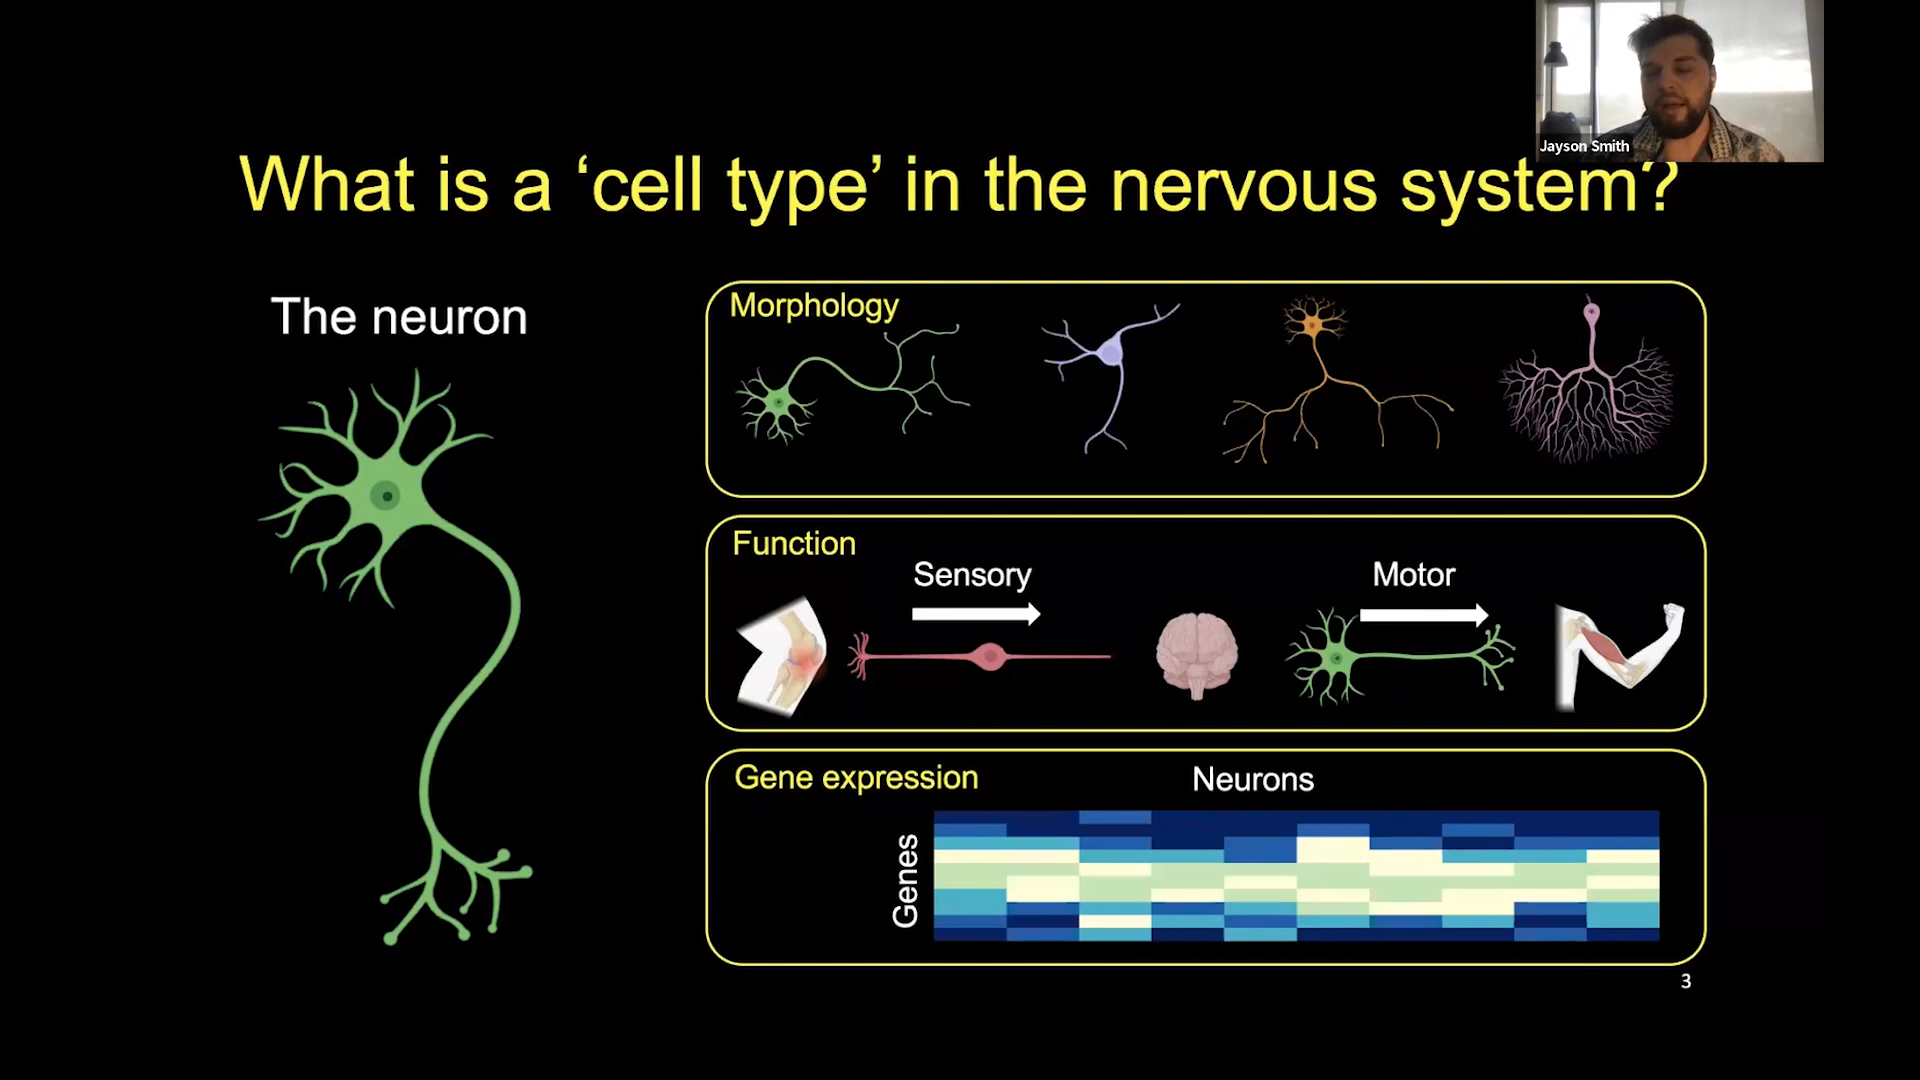 Jayson Smith
What is a ‘cell type’ in the nervous system?
The neuron
Morphology
Function
Sensory
Motor
Gene expression
Neurons
Genes
3